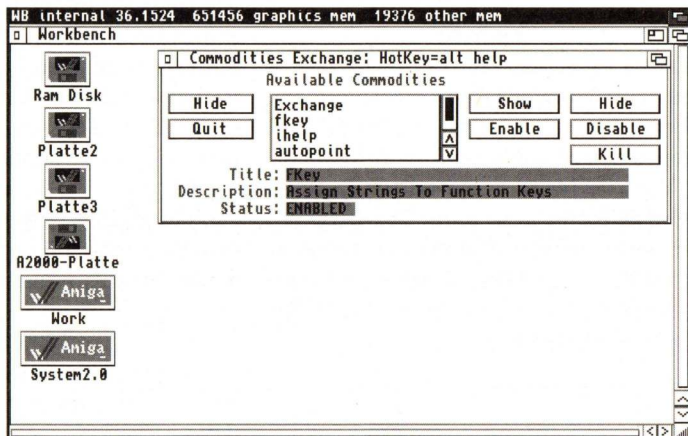 WB internal 36.1524 651456 graphics mem 19376 other mem
Workbench
Commodities Exchange: HotKey=alt help
Available Commodities
Hide
Quit
Exchange
fkey
ihelp
autopoint
Show
Hide
Enable
Disable
Kill
Title: FKey
Description: Assign Strings To Function Keys
Status: ENABLED
Ram Disk
Platte2
Platte3
A2000-Platte
Amiga
Work
Amiga
System2.0